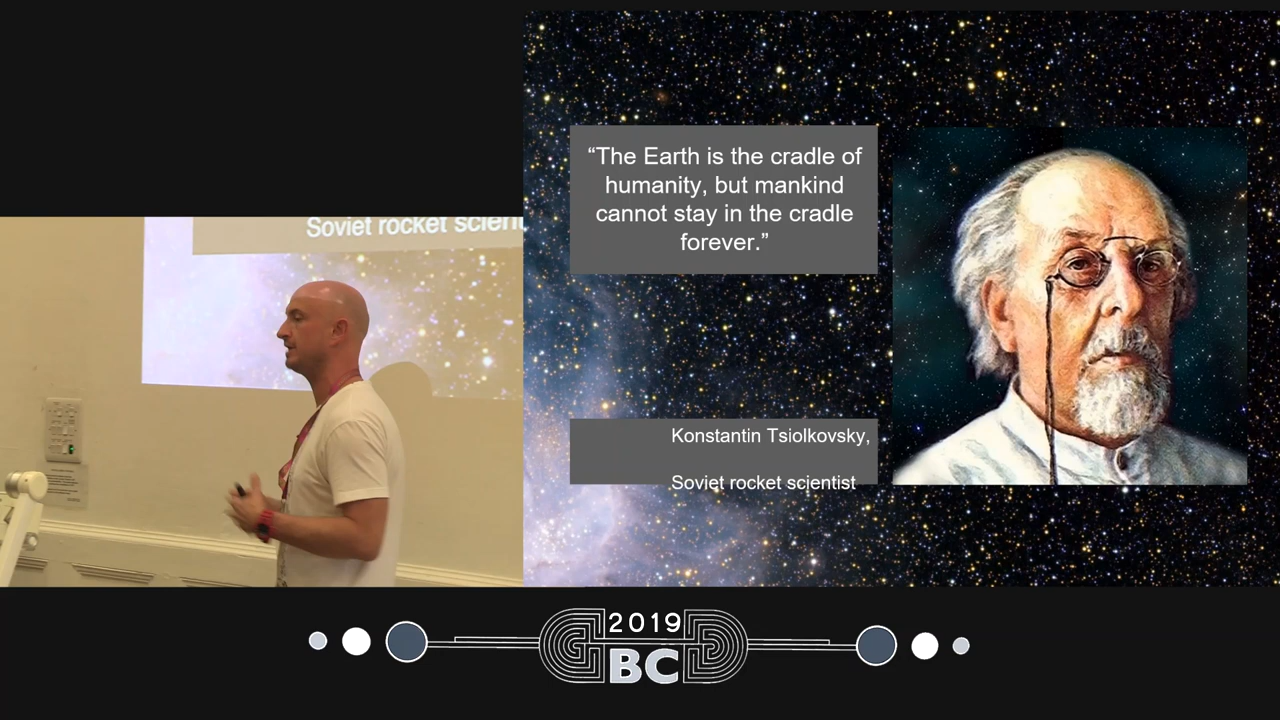 Soviet rocket scient
“The Earth is the cradle of
humanity, but mankind
cannot stay in the cradle
forever.”
Konstantin Tsiolkovsky,
Soviet rocket scientist
2019
BC